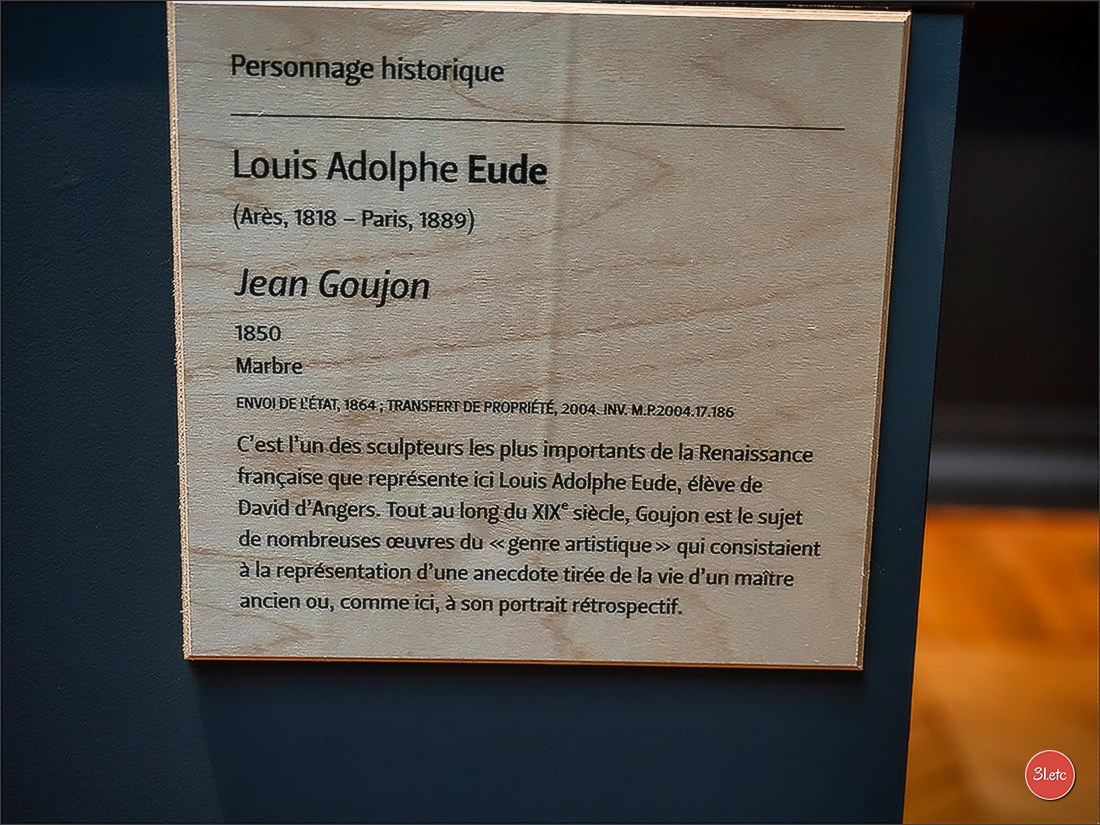 Personnage historique
Louis Adolphe Eude
(Arès, 1818 – Paris, 1889)
Jean Goujon
1850
Marbre
ENVOI DE L'ÉTAT, 1864 ; TRANSFERT DE PROPRIÉTÉ, 2004. INV. M.P.2004.17.186
C'est l'un des sculpteurs les plus importants de la Renaissance
française que représente ici Louis Adolphe Eude, élève de
David d'Angers. Tout au long du XIXe siècle, Goujon est le sujet
de nombreuses œuvres du « genre artistique » qui consistaient
à la représentation d'une anecdote tirée de la vie d'un maître
ancien ou, comme ici, à son portrait rétrospectif.
3l.etc